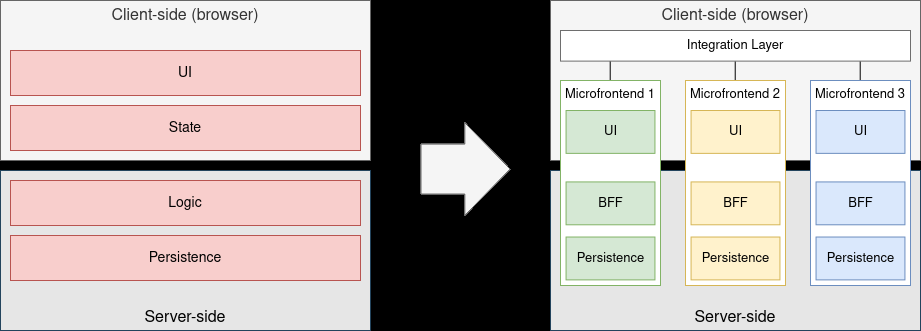 Client-side (browser)
UI
State
Logic
Persistence
Server-side
Client-side (browser)
Integration Layer
Microfrontend 1
Microfrontend 2
Microfrontend 3
UI
UI
UI
BFF
BFF
BFF
Persistence
Persistence
Persistence
Server-side